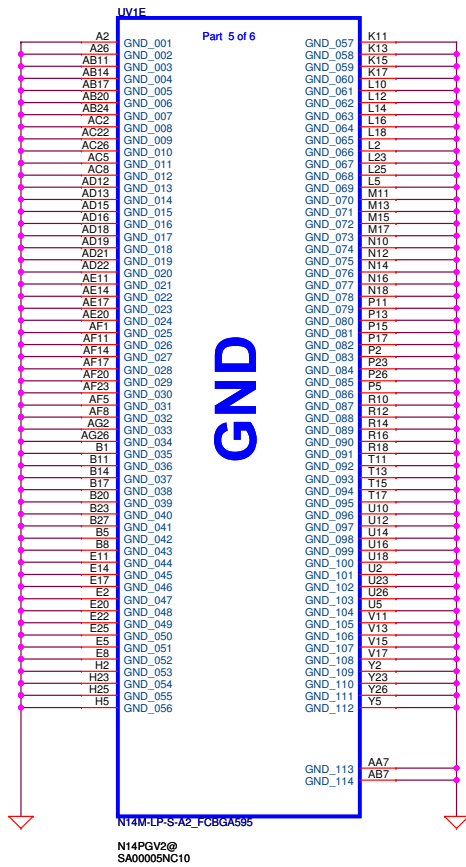 UV1E
Part 5 of 6
A2 GND_001 GND_057 K11
A26 GND_002 GND_058 K13
AB11 GND_003 GND_059 K15
AB14 GND_004 GND_060 K17
AB17 GND_005 GND_061 L10
AB20 GND_006 GND_062 L12
AB24 GND_007 GND_063 L14
AC2 GND_008 GND_064 L16
AC22 GND_009 GND_065 L18
AC26 GND_010 GND_066 L2
AC5 GND_011 GND_067 L23
AC8 GND_012 GND_068 L25
AD12 GND_013 GND_069 L5
AD13 GND_014 GND_070 M11
AD15 GND_015 GND_071 M13
AD16 GND_016 GND_072 M15
AD18 GND_017 GND_073 M17
AD19 GND_018 GND_074 N10
AD21 GND_019 GND_075 N12
AD22 GND_020 GND_076 N14
AE11 GND_021 GND_077 N16
AE14 GND_022 GND_078 N18
AE17 GND_023 GND_079 P11
AE20 GND_024 GND_080 P13
AF1 GND_025 GND_081 P15
AF11 GND_026 GND_082 P17
AF14 GND_027 GND_083 P2
AF17 GND_028 GND_084 P23
AF20 GND_029 GND_085 P26
AF23 GND_030 GND_086 P5
AF5 GND_031 GND_087 R10
AF8 GND_032 GND_088 R12
AG2 GND_033 GND_089 R14
AG26 GND_034 GND_090 R16
B1 GND_035 GND_091 R18
B11 GND_036 GND_092 T11
B14 GND_037 GND_093 T13
B17 GND_038 GND_094 T15
B20 GND_039 GND_095 T17
B23 GND_040 GND_096 U10
B27 GND_041 GND_097 U12
B5 GND_042 GND_098 U14
B8 GND_043 GND_099 U16
E11 GND_044 GND_100 U18
E14 GND_045 GND_101 U2
E17 GND_046 GND_102 U23
E2 GND_047 GND_103 U26
E20 GND_048 GND_104 U5
E22 GND_049 GND_105 V11
E25 GND_050 GND_106 V13
E5 GND_051 GND_107 V15
E8 GND_052 GND_108 V17
H2 GND_053 GND_109 Y2
H23 GND_054 GND_110 Y23
H25 GND_055 GND_111 Y26
H5 GND_056 GND_112 Y5
GND
GND_113 AA7
GND_114 AB7
N14M-LP-S-A2_FCBGA595
N14PGV2@
SA00005NC10